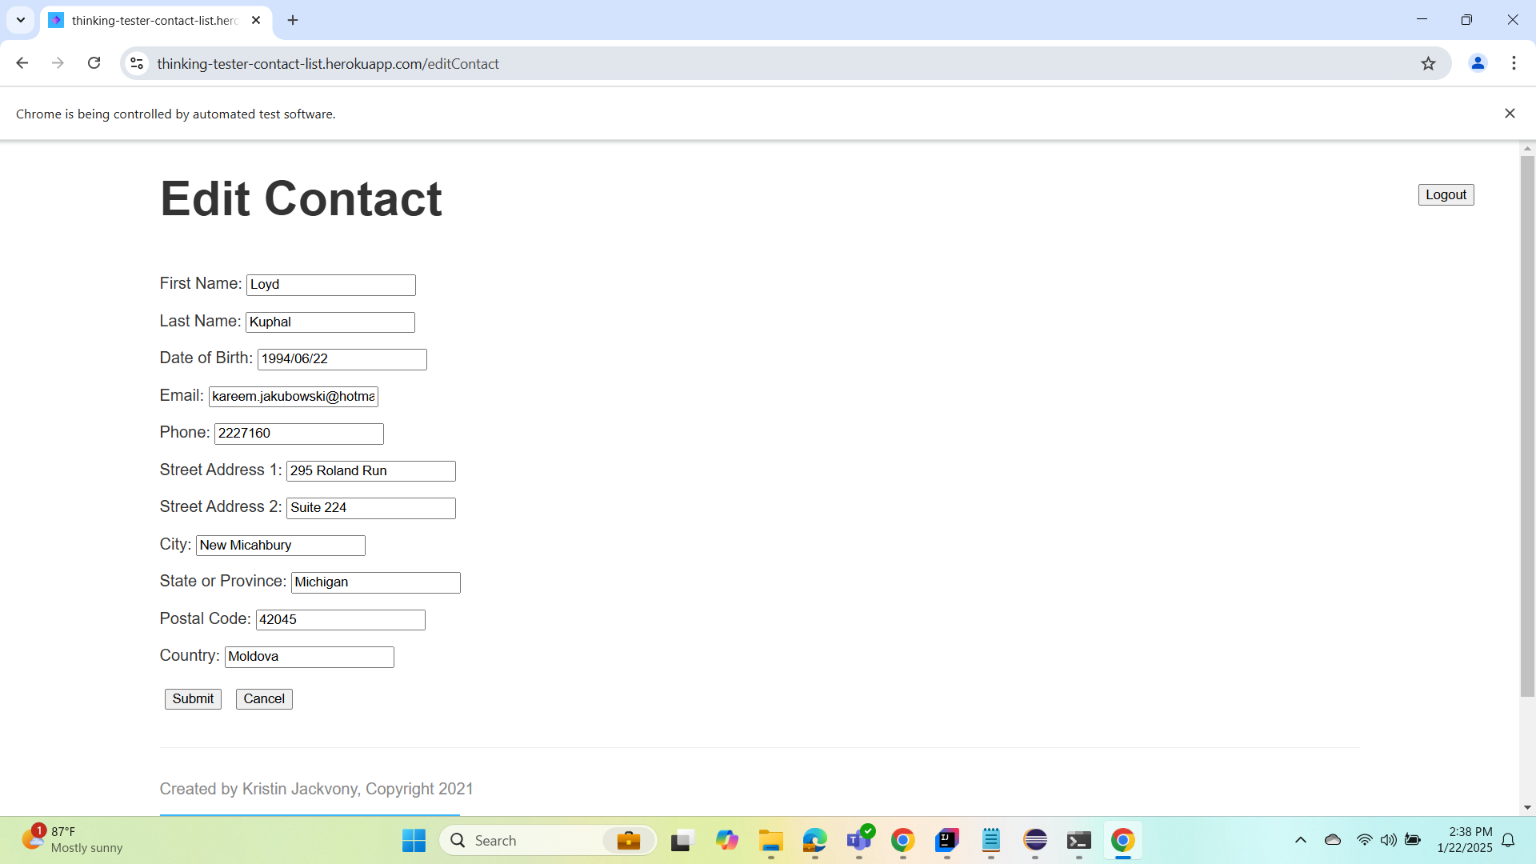 thinking-tester-contact-list.herc
thinking-tester-contact-list.herokuapp.com/editContact
Chrome is being controlled by automated test software.
Edit Contact
Logout
First Name: Loyd
Last Name: Kuphal
Date of Birth: 1994/06/22
Email: kareem.jakubowski@hotma
Phone: 2227160
Street Address 1: 295 Roland Run
Street Address 2: Suite 224
City: New Micahbury
State or Province: Michigan
Postal Code: 42045
Country: Moldova
Submit Cancel
Created by Kristin Jackvony, Copyright 2021
1
87°F
Mostly sunny
Search
2:38 PM
1/22/2025